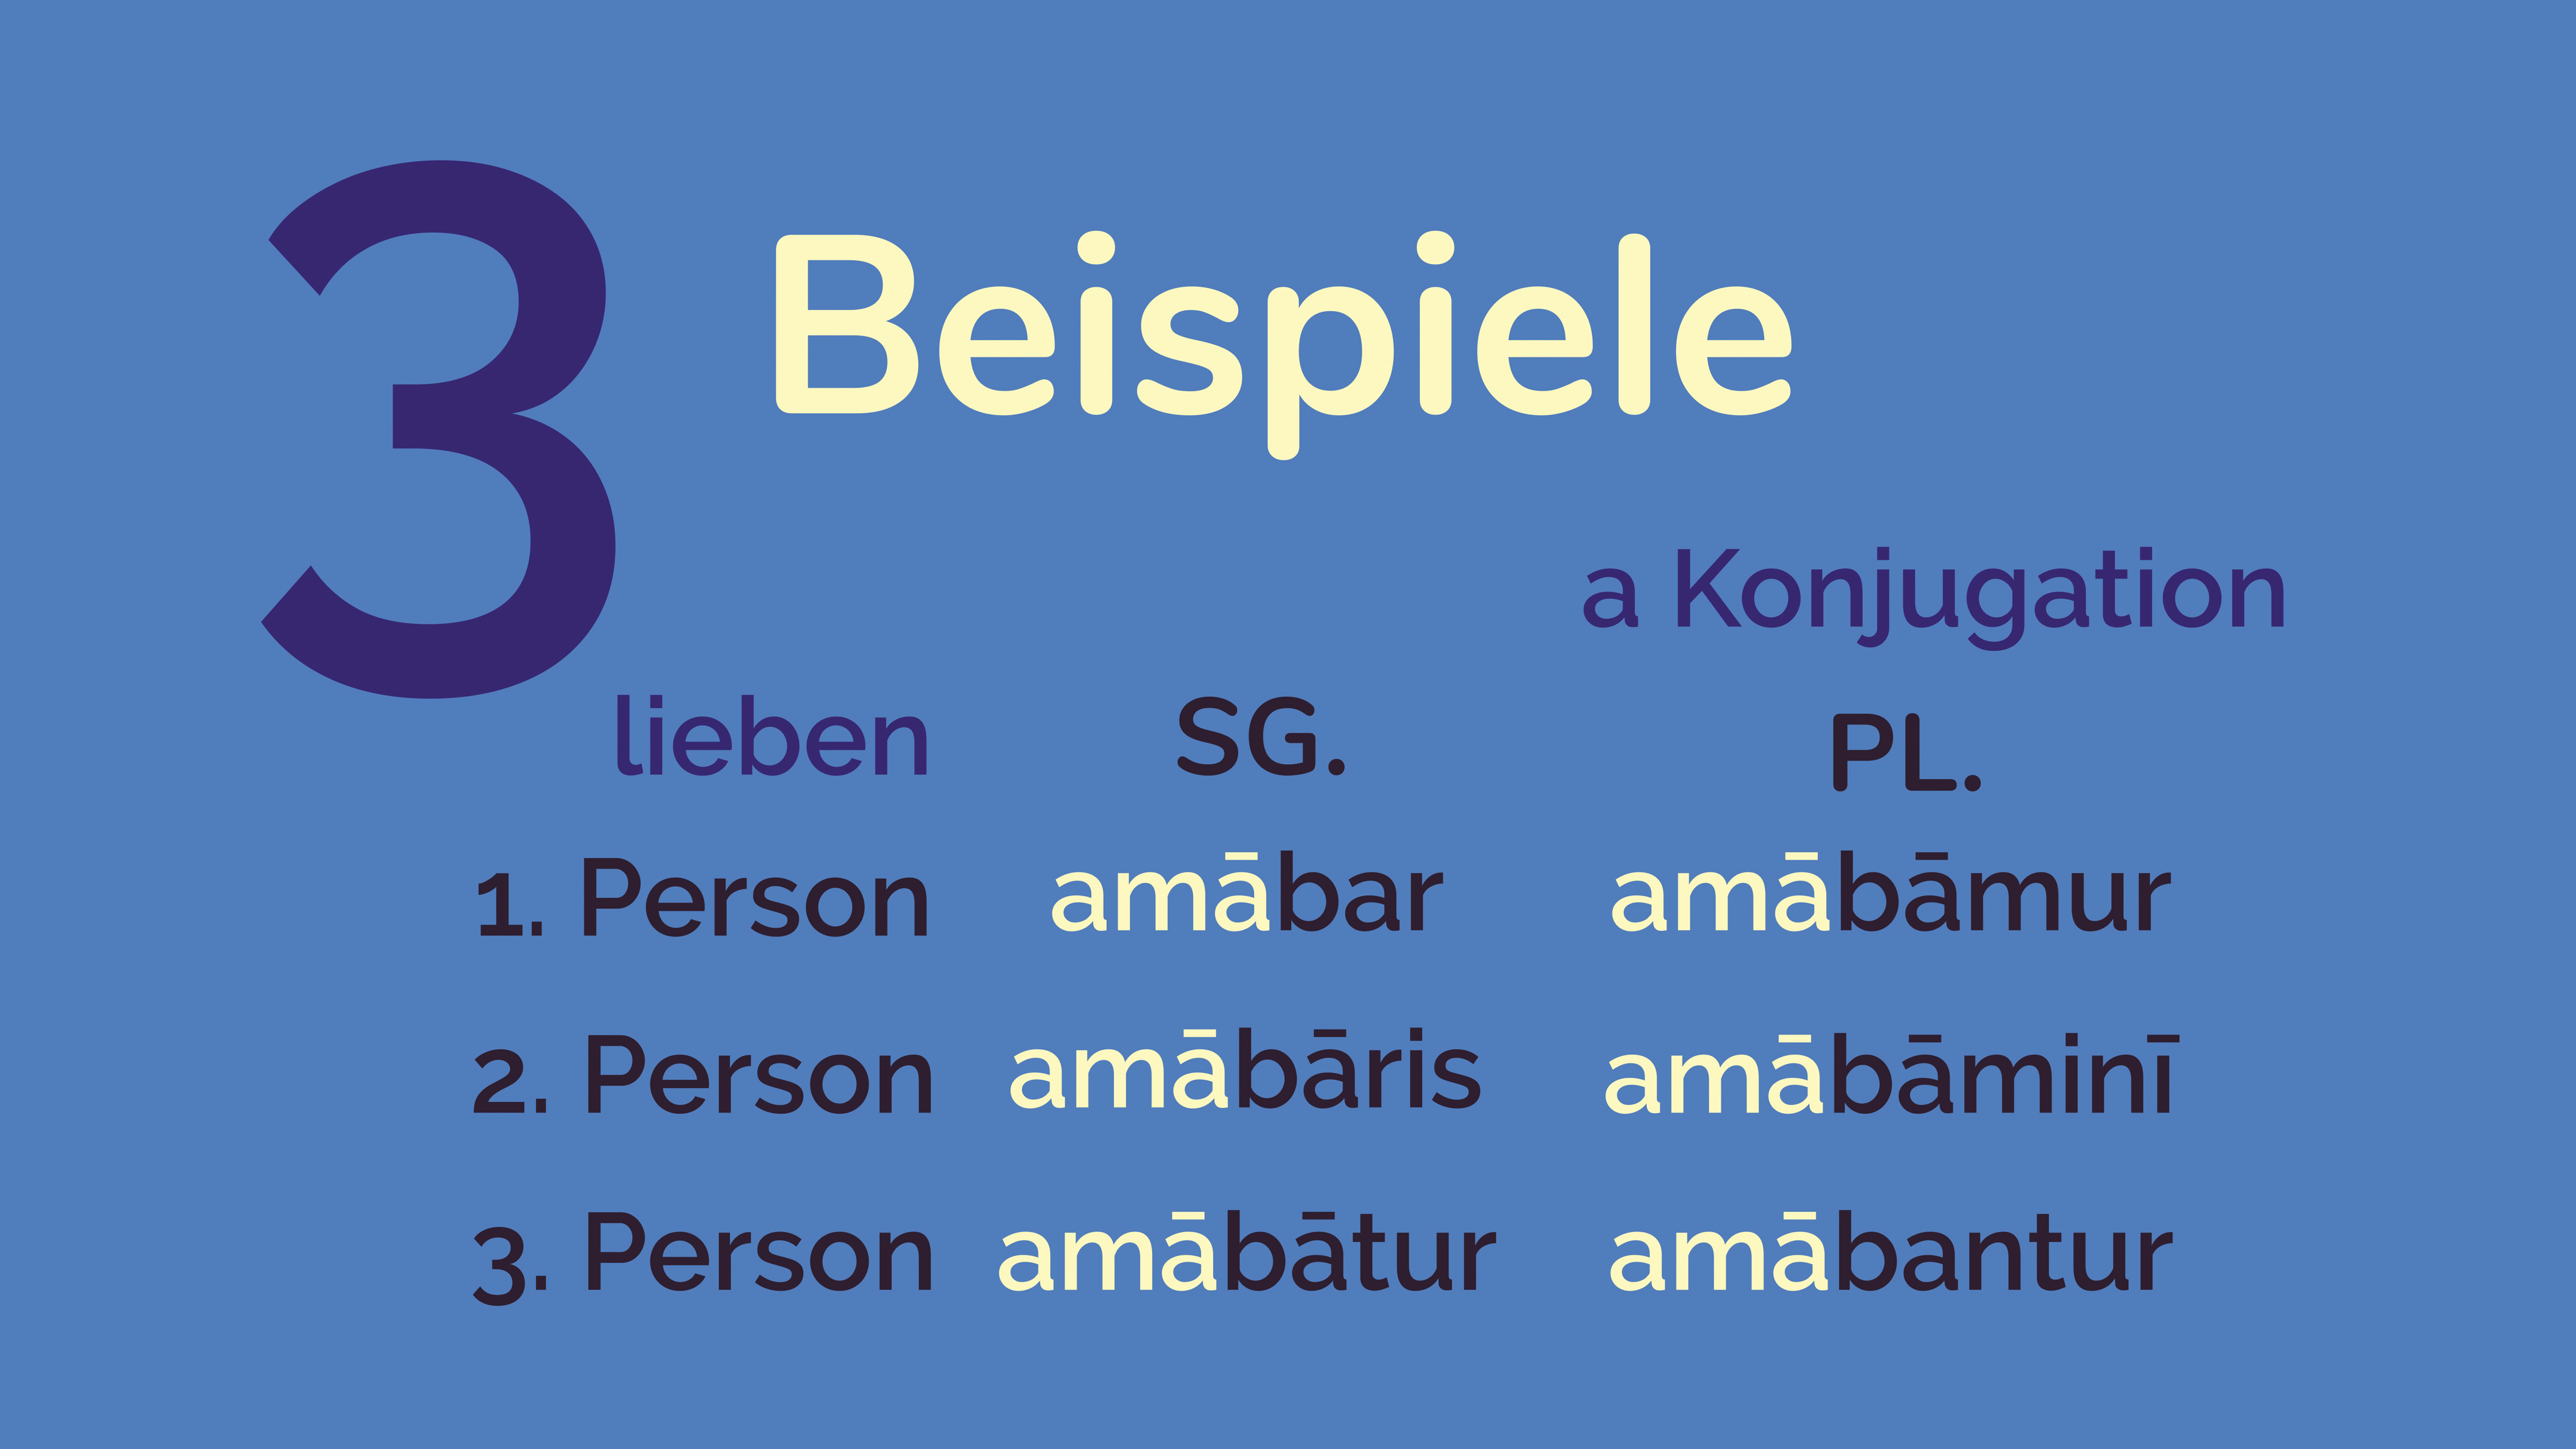 3 Beispiele
a Konjugation
lieben SG. PL.
1. Person amābar amābāmur
2. Person amābāris amābāminī
3. Person amābātur amābantur